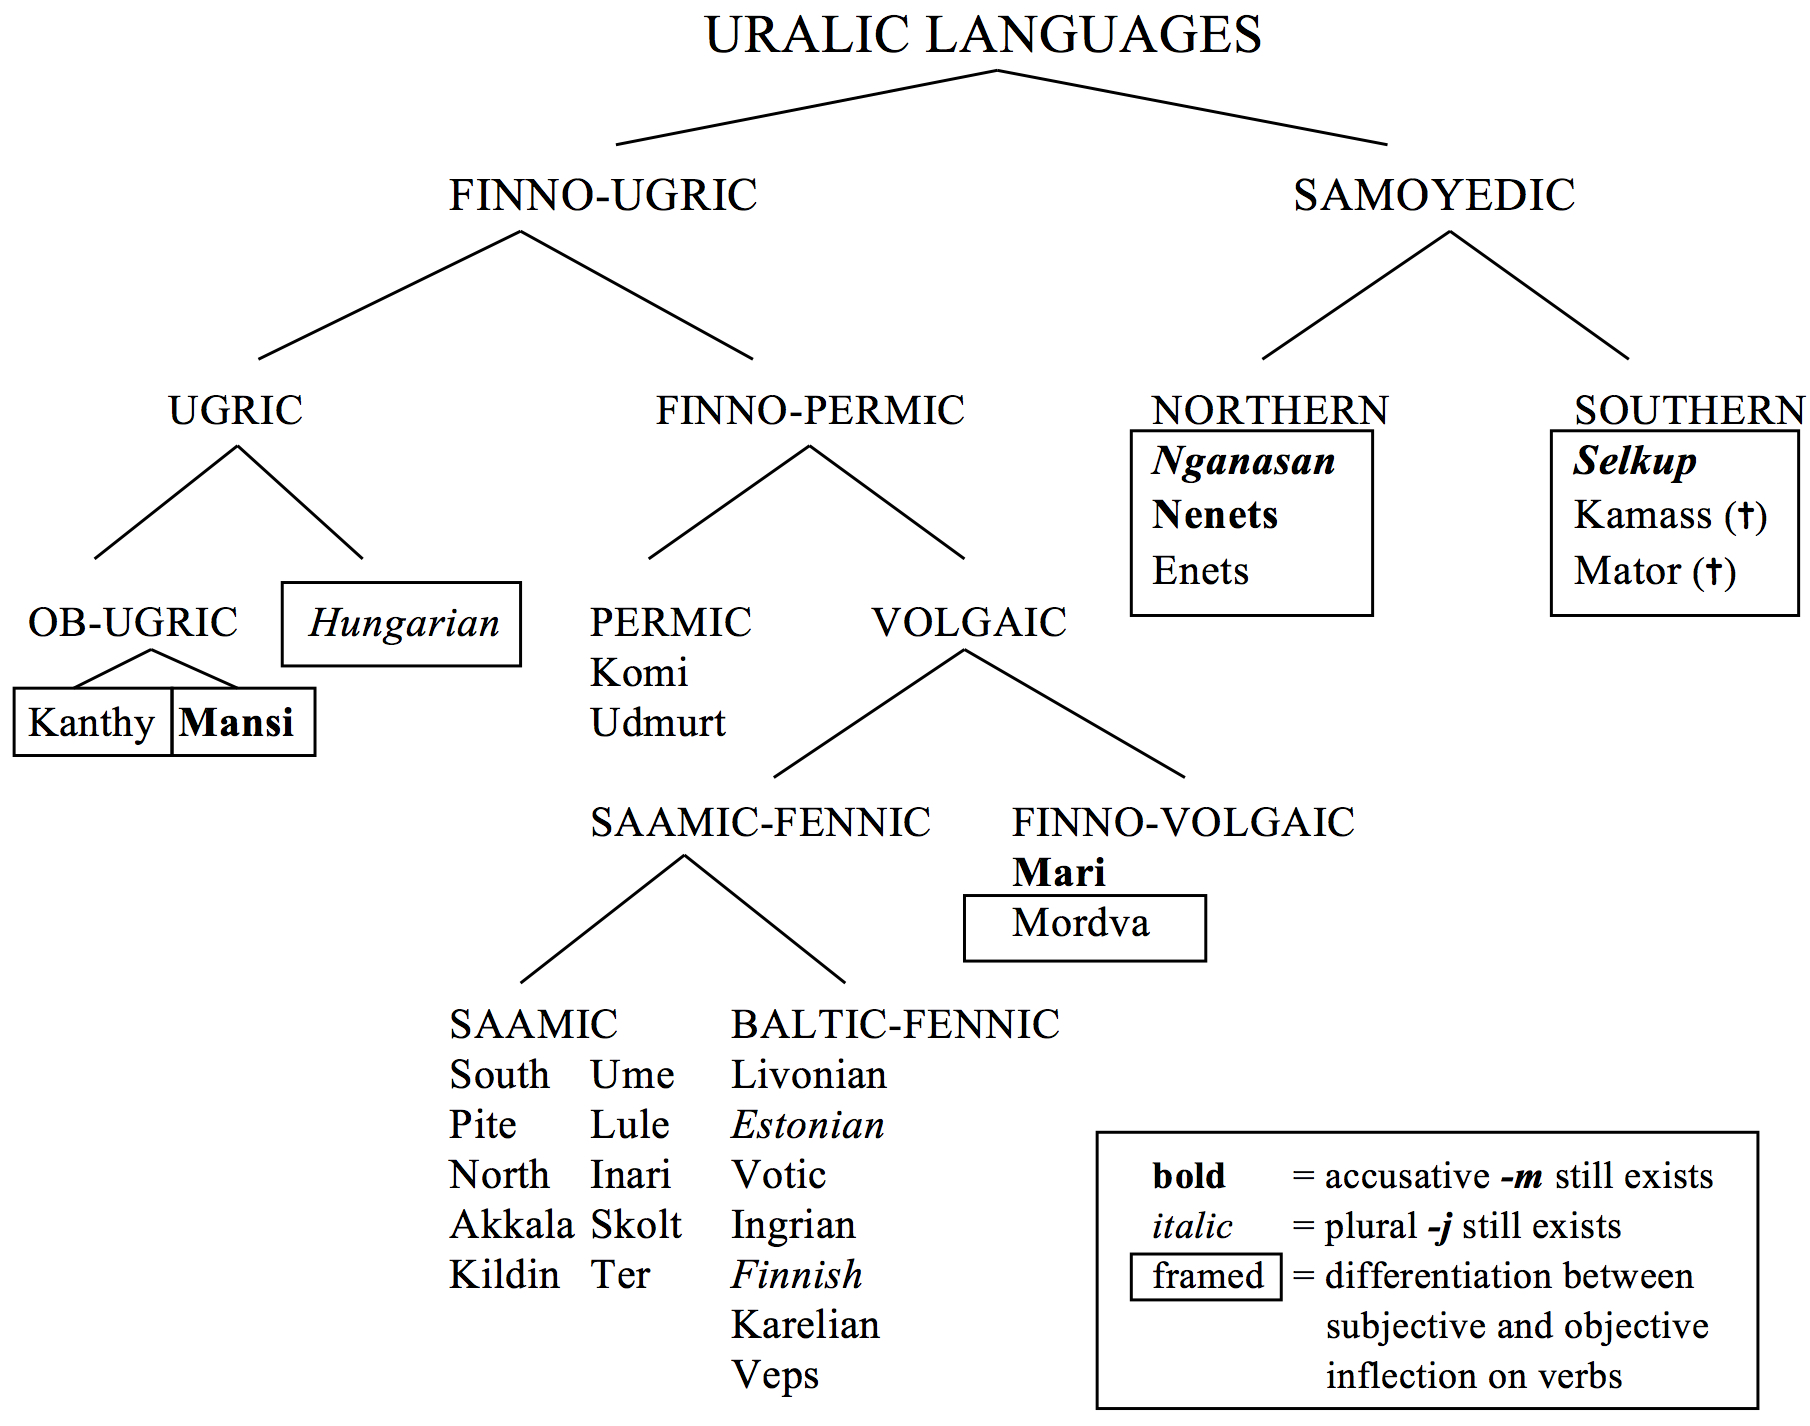 URALIC LANGUAGES
FINNO-UGRIC
SAMOYEDIC
UGRIC
FINNO-PERMIC
NORTHERN
Nganasan
Nenets
Enets
SOUTHERN
Selkup
Kamass (✝)
Mator (✝)
OB-UGRIC
Kanthy
Mansi
Hungarian
PERMIC
Komi
Udmurt
VOLGAIC
SAAMIC-FENNIC
FINNO-VOLGAIC
Mari
Mordva
SAAMIC
South Ume
Pite Lule
North Inari
Akkala Skolt
Kildin Ter
BALTIC-FENNIC
Livonian
Estonian
Votic
Ingrian
Finnish
Karelian
Veps
bold = accusative -m still exists
italic = plural -j still exists
framed = differentiation between
subjective and objective
inflection on verbs